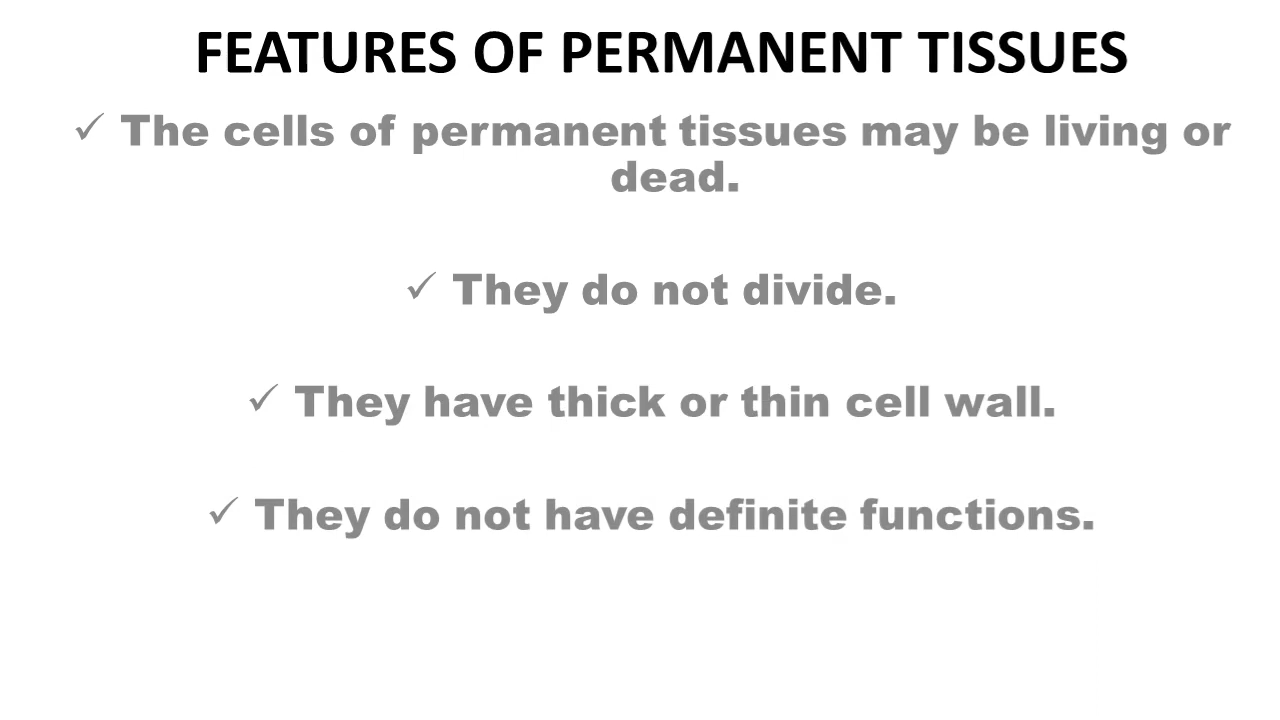 FEATURES OF PERMANENT TISSUES
✓ The cells of permanent tissues may be living or
dead.
✓ They do not divide.
✓ They have thick or thin cell wall.
✓ They do not have definite functions.